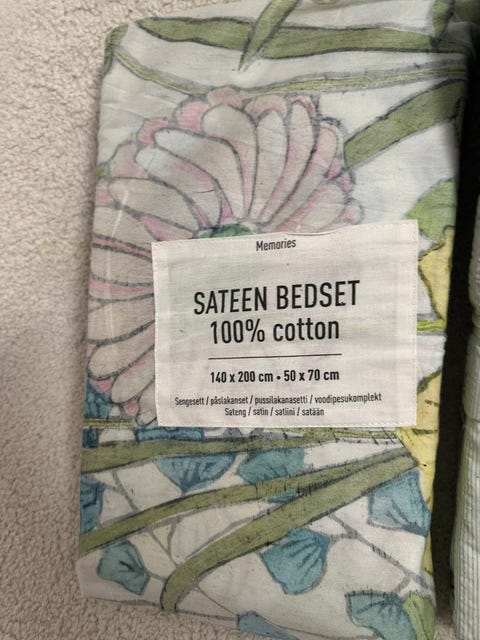 Memories
SATEEN BEDSET
100% cotton
140 x 200 cm • 50 x 70 cm
Sengesett / påslakanset / pussilakanasetti / voodipesukomplekt
Sateng / satin / satiini / satään